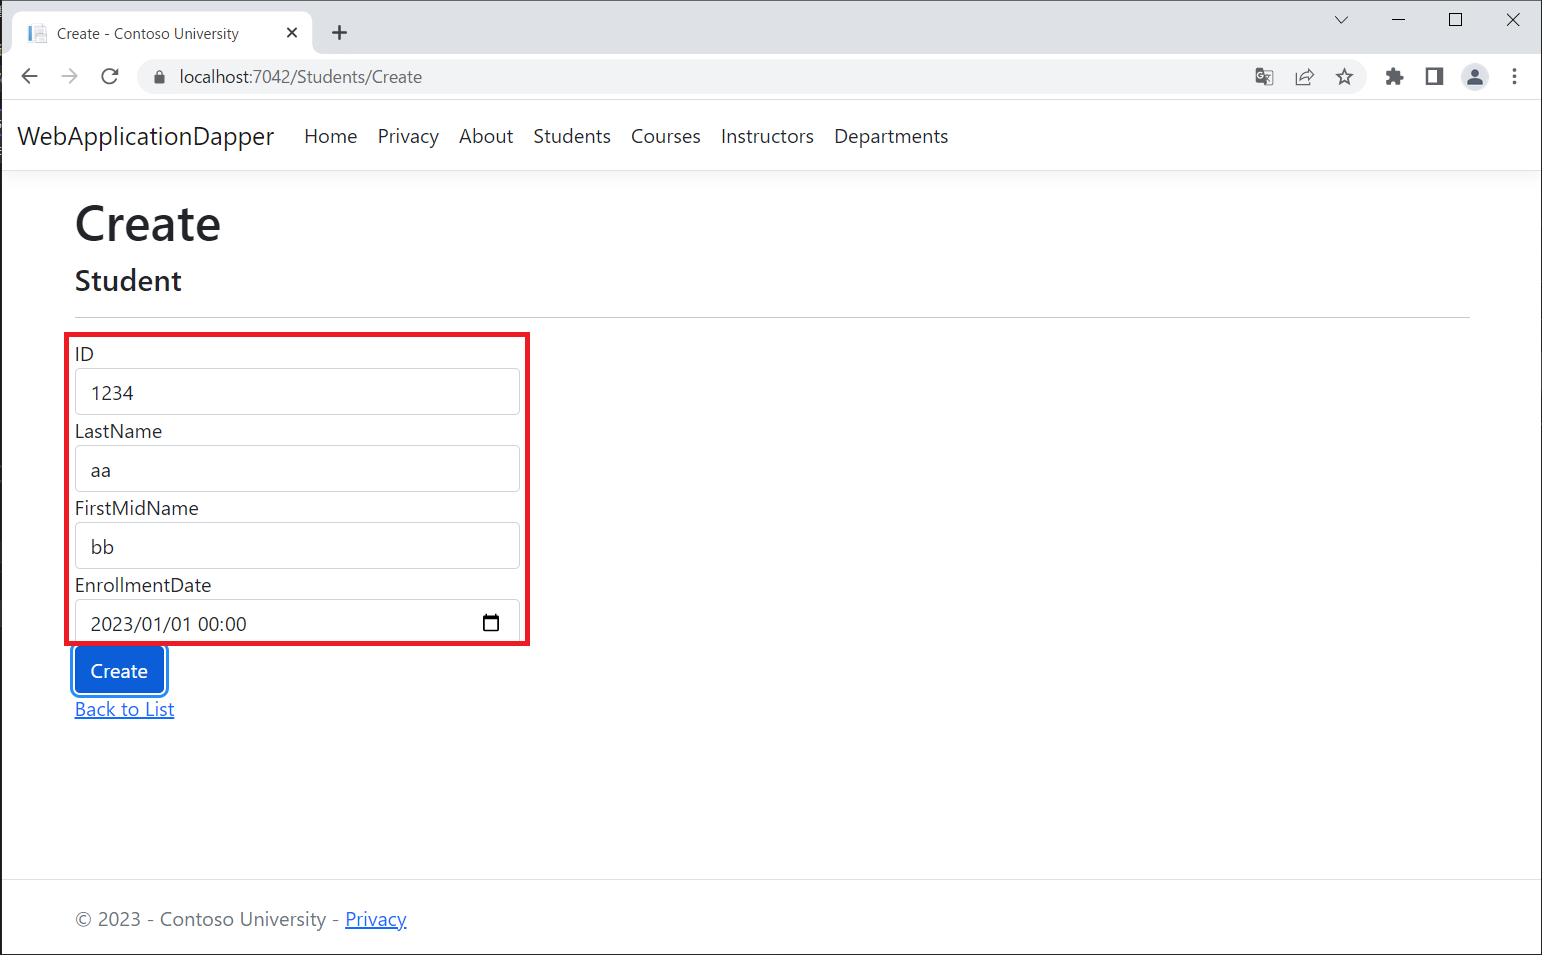 Create - Contoso University
localhost:7042/Students/Create
WebApplicationDapper Home Privacy About Students Courses Instructors Departments
Create
Student
ID
1234
LastName
aa
FirstMidName
bb
EnrollmentDate
2023/01/01 00:00
Create
Back to List
© 2023 - Contoso University - Privacy